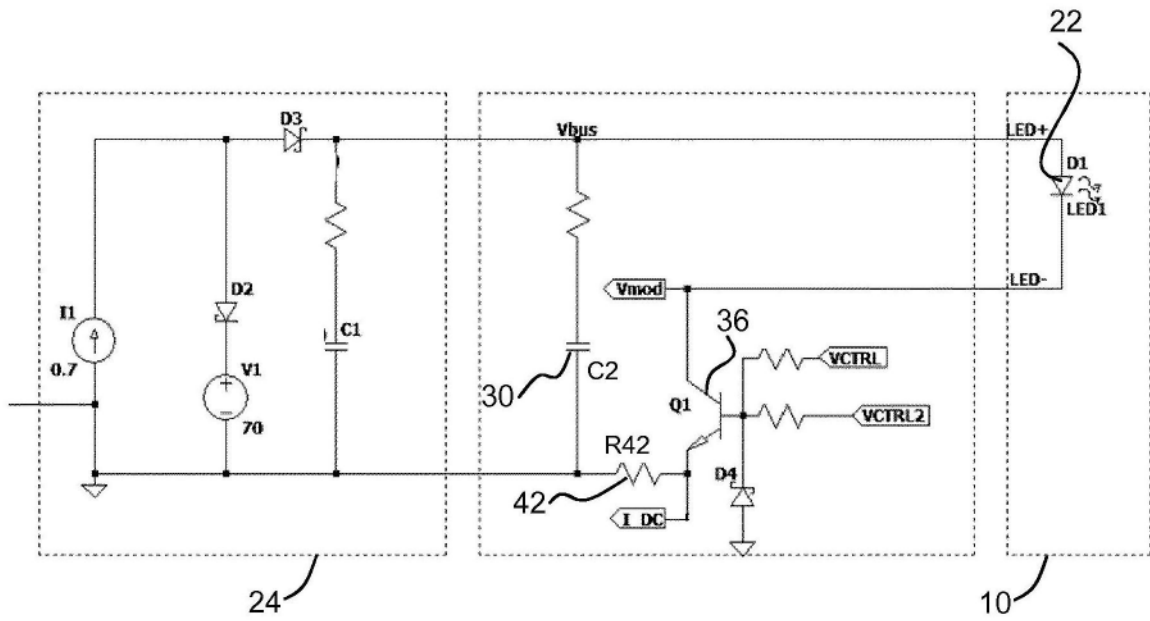 22
D3
Vbus
LED+
D1
LED1
D2
LED-
I1
C1
Vmod
36
0.7
V1
30
C2
VCTRL
Q1
VCTRL2
70
R42
D4
42
I_DC
24
10